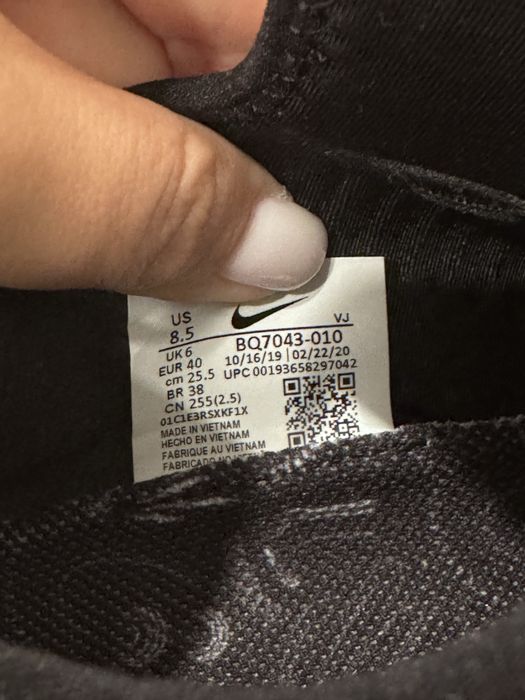 US
8.5
UK 6
EUR 40
cm 25.5
BR 38
CN 255(2.5)
01C1E3RSXKF1X
MADE IN VIETNAM
HECHO EN VIETNAM
FABRIQUE AU VIETNAM
FABRICADO NO VIETNAM
VJ
BQ7043-010
10/16/19 | 02/22/20
UPC 00193658297042